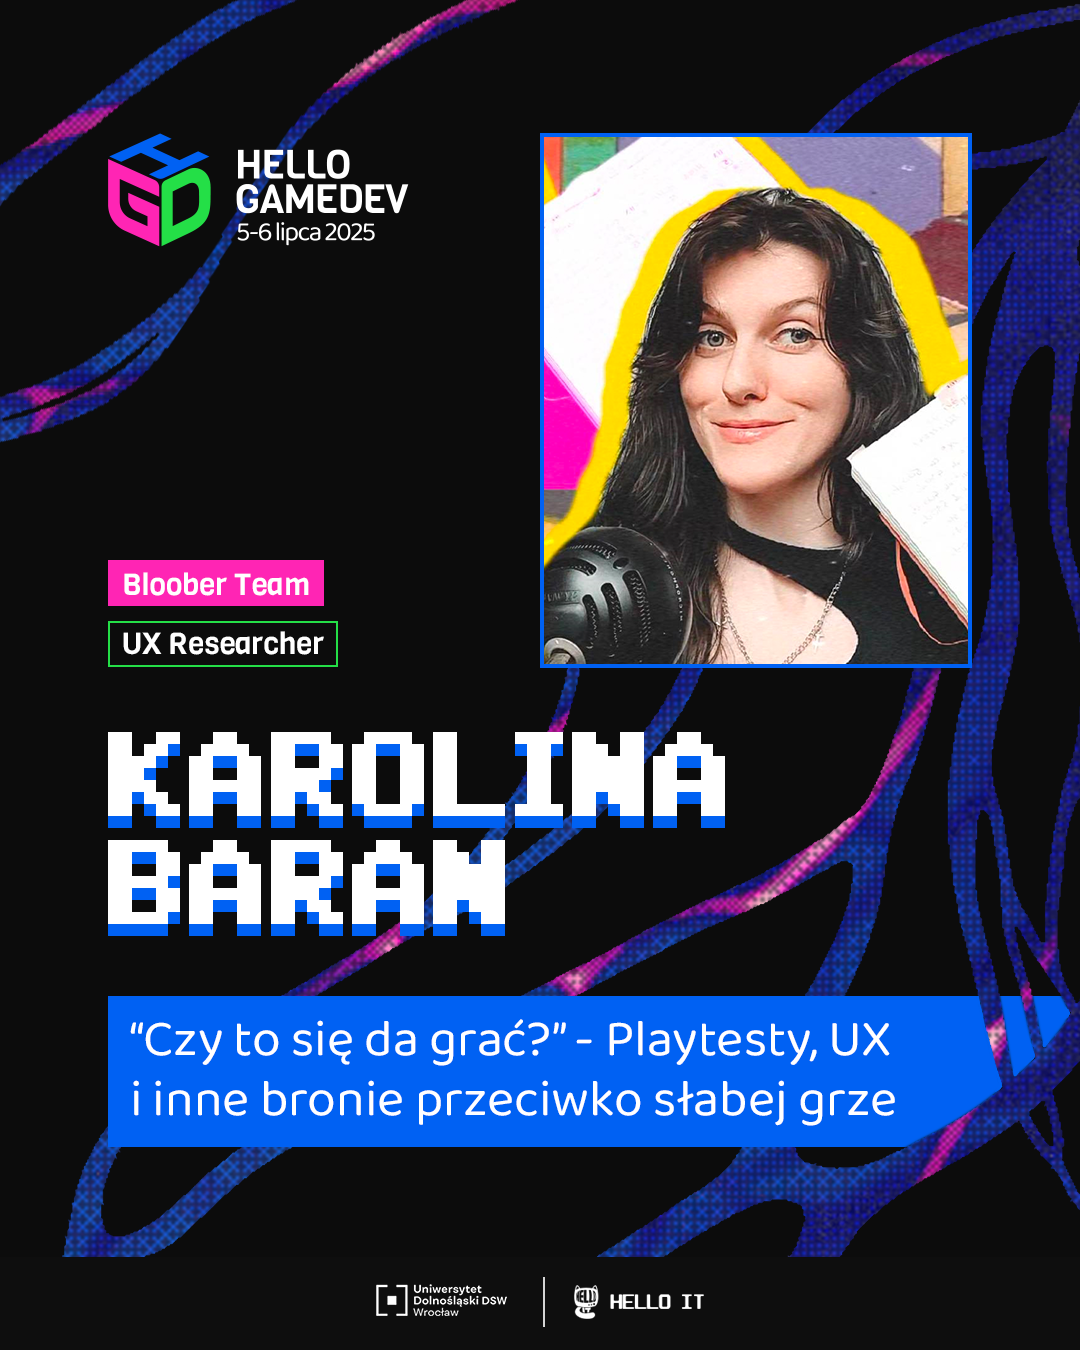 HELLO
GAMEDEV
5-6 lipca 2025
Bloober Team
UX Researcher
KAROLINA
BARAN
“Czy to się da grać?” - Playtesty, UX
i inne bronie przeciwko słabej grze
Uniwersytet
Dolnośląski DSW
Wrocław
HELLO IT